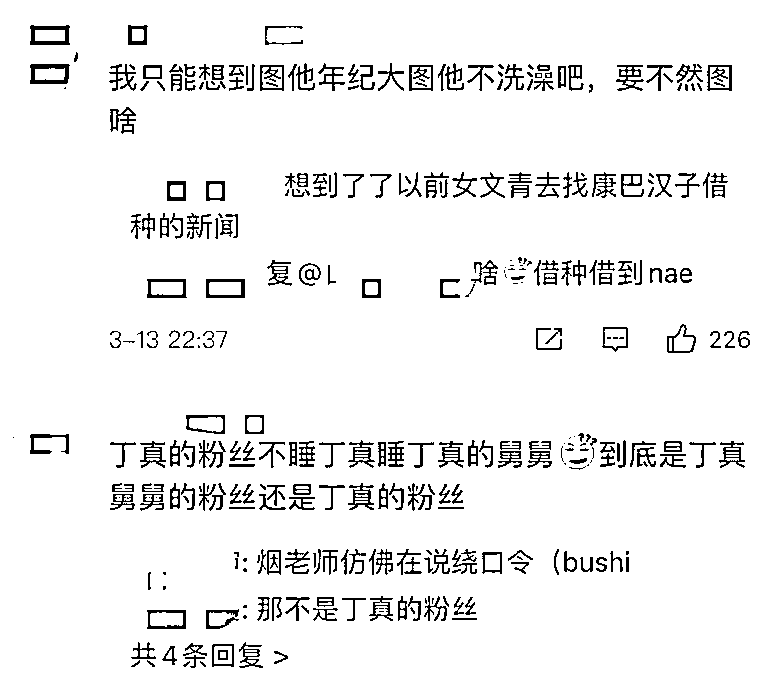 我只能想到图他年纪大图他不洗澡吧，要不然图
啥
想到了了以前女文青去找康巴汉子借
种的新闻
复@L 啥借种借到nae
3-13 22:37 226
丁真的粉丝不睡丁真睡丁真的舅舅到底是丁真
舅舅的粉丝还是丁真的粉丝
: 烟老师仿佛在说绕口令（bushi
: 那不是丁真的粉丝
共4条回复 >